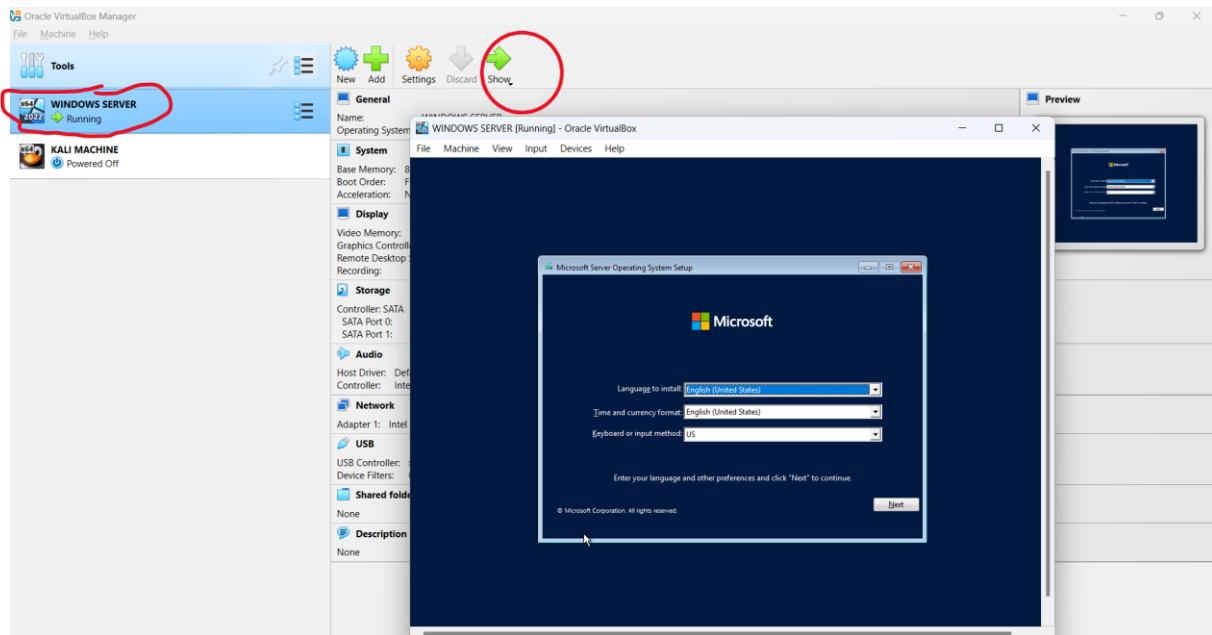 Oracle VirtualBox Manager
File Machine Help
Tools
New Add Settings Discard Show
WINDOWS SERVER
Running
KALI MACHINE
Powered Off
General
Name:
Operating System
System
Base Memory: 8
Boot Order: F
Acceleration: N
Display
Video Memory:
Graphics Controll
Remote Desktop
Recording:
Storage
Controller: SATA
SATA Port 0:
SATA Port 1:
Audio
Host Driver: Def
Controller: Inte
Network
Adapter 1: Intel
USB
USB Controller:
Device Filters:
Shared folde
None
Description
None
Preview
WINDOWS SERVER [Running] - Oracle VirtualBox
File Machine View Input Devices Help
Microsoft Server Operating System Setup
Microsoft
Language to install: English (United States)
Time and currency format: English (United States)
Keyboard or input method: US
Enter your language and other preferences and click "Next" to continue.
© Microsoft Corporation. All rights reserved.
Next